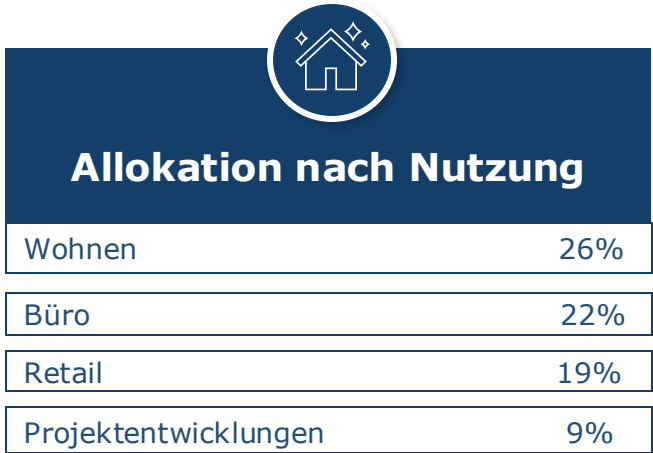 Allokation nach Nutzung
Wohnen 26%
Büro 22%
Retail 19%
Projektentwicklungen 9%